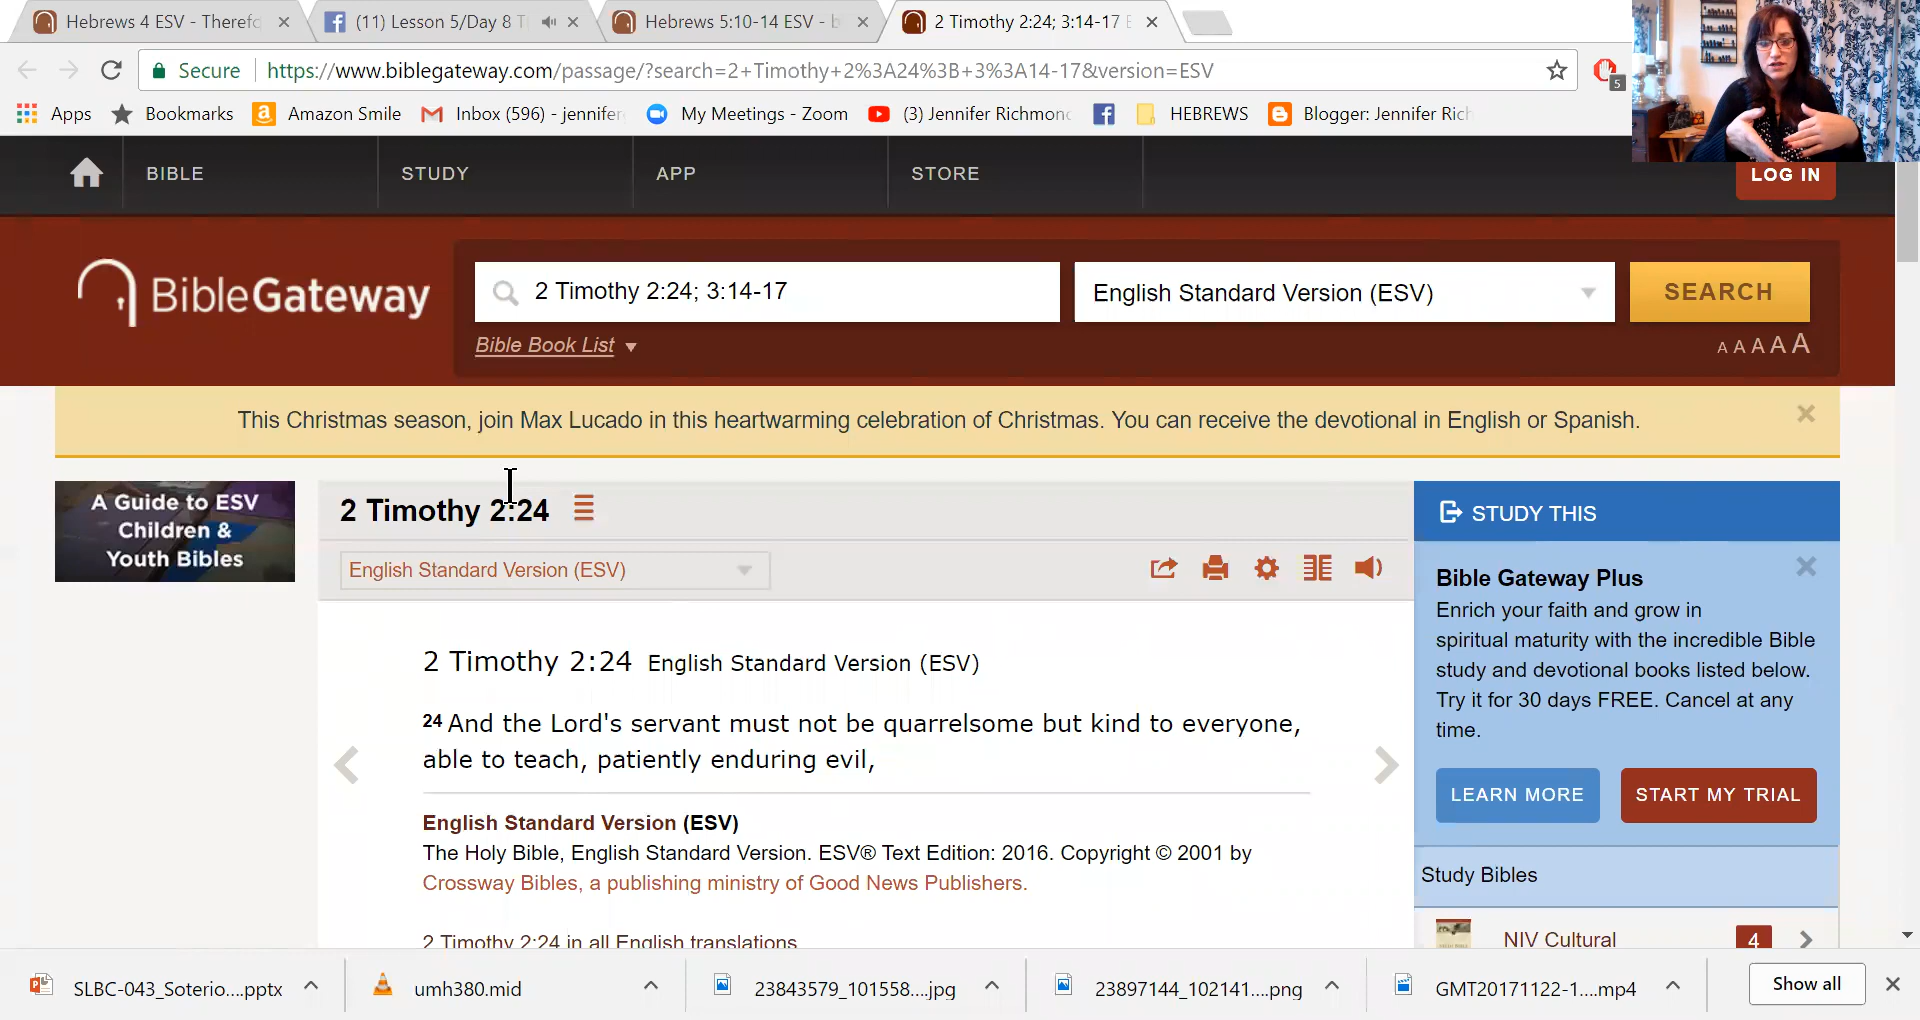 Hebrews 4 ESV - Therefo
(11) Lesson 5/Day 8 T
Hebrews 5:10-14 ESV - b
2 Timothy 2:24; 3:14-17 E
Secure
https://www.biblegateway.com/passage/?search=2+Timothy+2%3A24%3B+3%3A14-17&version=ESV
5
Apps
Bookmarks
Amazon Smile
Inbox (596) - jennifer
My Meetings - Zoom
(3) Jennifer Richmond
HEBREWS
Blogger: Jennifer Rich
BIBLE
STUDY
APP
STORE
LOG IN
BibleGateway
2 Timothy 2:24; 3:14-17
English Standard Version (ESV)
SEARCH
Bible Book List
A A A A A
This Christmas season, join Max Lucado in this heartwarming celebration of Christmas. You can receive the devotional in English or Spanish.
A Guide to ESV
Children &
Youth Bibles
2 Timothy 2:24
English Standard Version (ESV)
2 Timothy 2:24 English Standard Version (ESV)
24 And the Lord's servant must not be quarrelsome but kind to everyone,
able to teach, patiently enduring evil,
English Standard Version (ESV)
The Holy Bible, English Standard Version. ESV® Text Edition: 2016. Copyright © 2001 by
Crossway Bibles, a publishing ministry of Good News Publishers.
2 Timothy 2:24 in all English translations
STUDY THIS
Bible Gateway Plus
Enrich your faith and grow in
spiritual maturity with the incredible Bible
study and devotional books listed below.
Try it for 30 days FREE. Cancel at any
time.
LEARN MORE
START MY TRIAL
Study Bibles
NIV Cultural
4
SLBC-043_Soterio....pptx
umh380.mid
23843579_101558....jpg
23897144_102141....png
GMT20171122-1....mp4
Show all